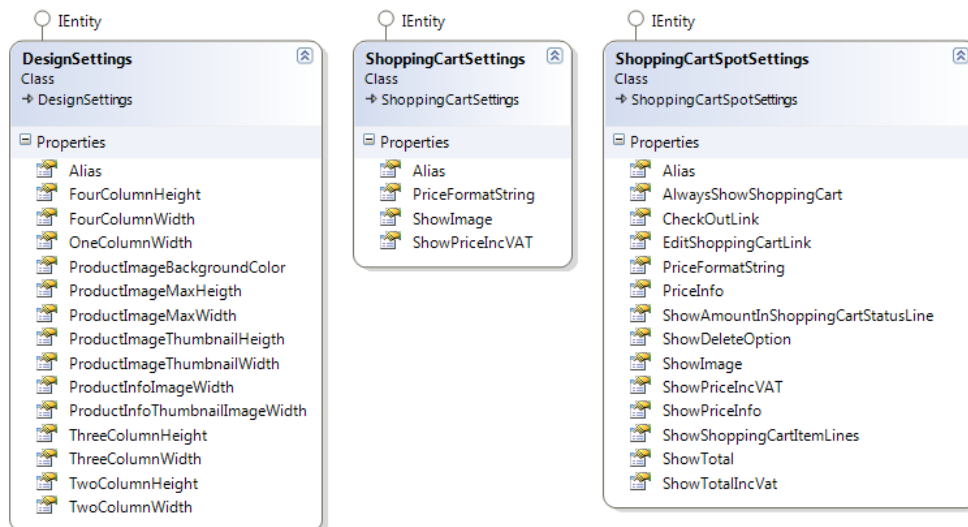 IEntity
DesignSettings
Class
DesignSettings
Properties
Alias
FourColumnHeight
FourColumnWidth
OneColumnWidth
ProductImageBackgroundColor
ProductImageMaxHeigth
ProductImageMaxWidth
ProductImageThumbnailHeigth
ProductImageThumbnailWidth
ProductInfoImageWidth
ProductInfoThumbnailImageWidth
ThreeColumnHeight
ThreeColumnWidth
TwoColumnHeight
TwoColumnWidth
IEntity
ShoppingCartSettings
Class
ShoppingCartSettings
Properties
Alias
PriceFormatString
ShowImage
ShowPriceIncVAT
IEntity
ShoppingCartSpotSettings
Class
ShoppingCartSpotSettings
Properties
Alias
AlwaysShowShoppingCart
CheckOutLink
EditShoppingCartLink
PriceFormatString
PriceInfo
ShowAmountInShoppingCartStatusLine
ShowDeleteOption
ShowImage
ShowPriceIncVAT
ShowPriceInfo
ShowShoppingCartItemLines
ShowTotal
ShowTotalIncVat